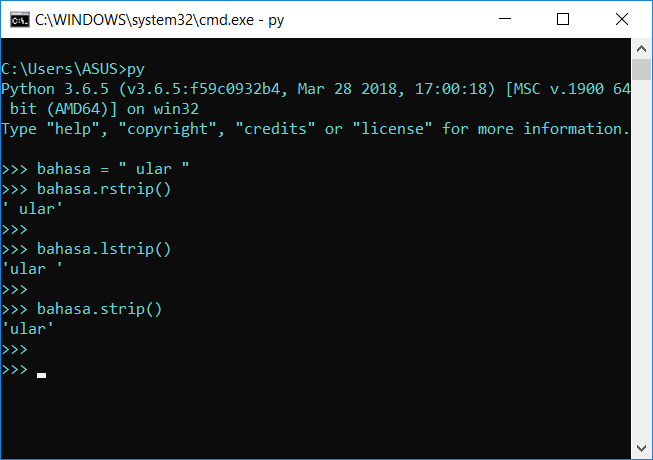 C:\WINDOWS\system32\cmd.exe - py
C:\Users\ASUS>py
Python 3.6.5 (v3.6.5:f59c0932b4, Mar 28 2018, 17:00:18) [MSC v.1900 64
 bit (AMD64)] on win32
Type "help", "copyright", "credits" or "license" for more information.
>>> bahasa = " ular "
>>> bahasa.rstrip()
' ular'
>>>
>>> bahasa.lstrip()
'ular '
>>>
>>> bahasa.strip()
'ular'
>>>
>>>